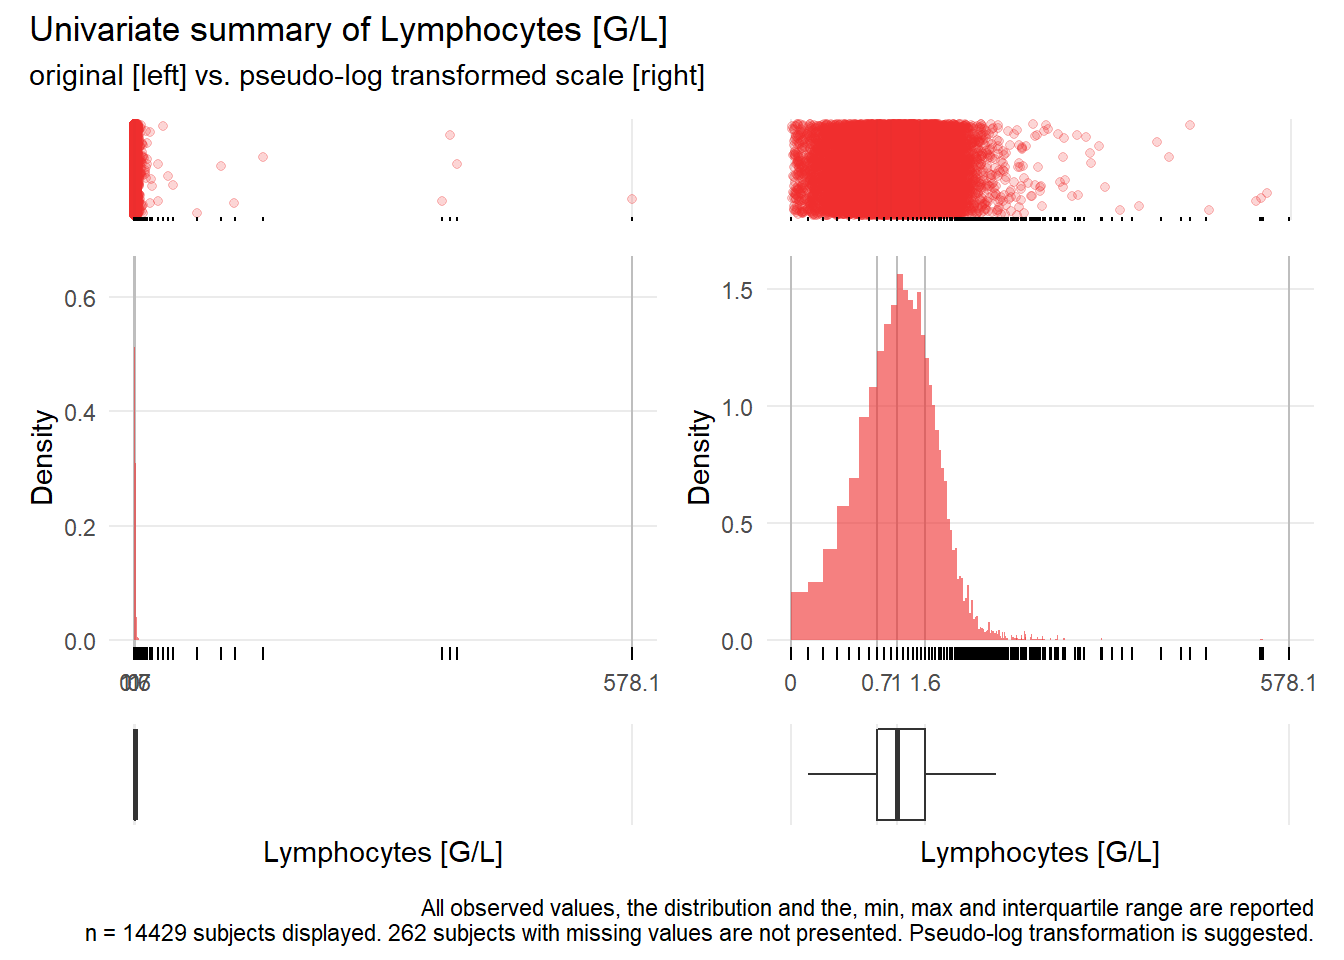 Univariate summary of Lymphocytes [G/L]
original [left] vs. pseudo-log transformed scale [right]
0.6
0.4
0.2
0.0
Density
578.1
Lymphocytes [G/L]
1.5
1.0
0.5
0.0
Density
0 0.7 1 1.6 578.1
Lymphocytes [G/L]
All observed values, the distribution and the, min, max and interquartile range are reported
n = 14429 subjects displayed. 262 subjects with missing values are not presented. Pseudo-log transformation is suggested.